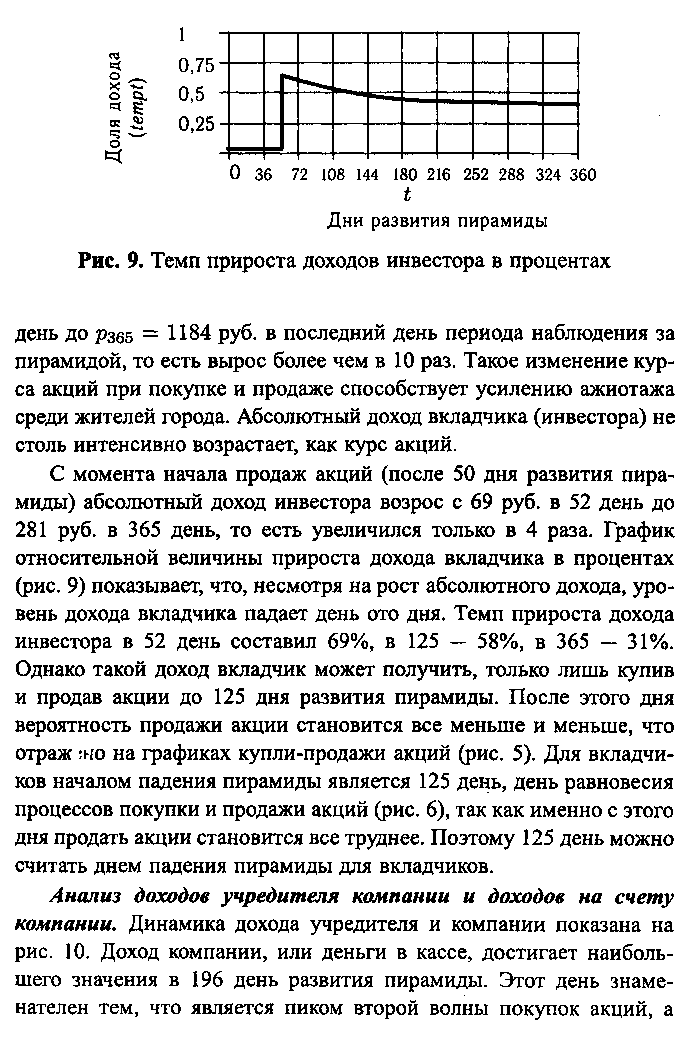 1
0,75
0,5
0,25
Доля дохода
(tempt)
0 36 72 108 144 180 216 252 288 324 360
t
Дни развития пирамиды
Рис. 9. Темп прироста доходов инвестора в процентах
день до p365 = 1184 руб. в последний день периода наблюдения за
пирамидой, то есть вырос более чем в 10 раз. Такое изменение кур-
са акций при покупке и продаже способствует усилению ажиотажа
среди жителей города. Абсолютный доход вкладчика (инвестора) не
столь интенсивно возрастает, как курс акций.
С момента начала продаж акций (после 50 дня развития пира-
миды) абсолютный доход инвестора возрос с 69 руб. в 52 день до
281 руб. в 365 день, то есть увеличился только в 4 раза. График
относительной величины прироста дохода вкладчика в процентах
(рис. 9) показывает, что, несмотря на рост абсолютного дохода, уро-
вень дохода вкладчика падает день ото дня. Темп прироста дохода
инвестора в 52 день составил 69%, в 125 — 58%, в 365 — 31%.
Однако такой доход вкладчик может получить, только лишь купив
и продав акции до 125 дня развития пирамиды. После этого дня
вероятность продажи акции становится все меньше и меньше, что
на графиках купли-продажи акций (рис. 5). Для вкладчи-
ков началом падения пирамиды является 125 день, день равновесия
процессов покупки и продажи акций (рис. 6), так как именно с этого
дня продать акции становится все труднее. Поэтому 125 день можно
считать днем падения пирамиды для вкладчиков.
Анализ доходов учредителя компании и доходов на счету
компании. Динамика дохода учредителя и компании показана на
рис. 10. Доход компании, или деньги в кассе, достигает наиболь-
шего значения в 196 день развития пирамиды. Этот день знаме-
нателен тем, что является пиком второй волны покупок акций, а